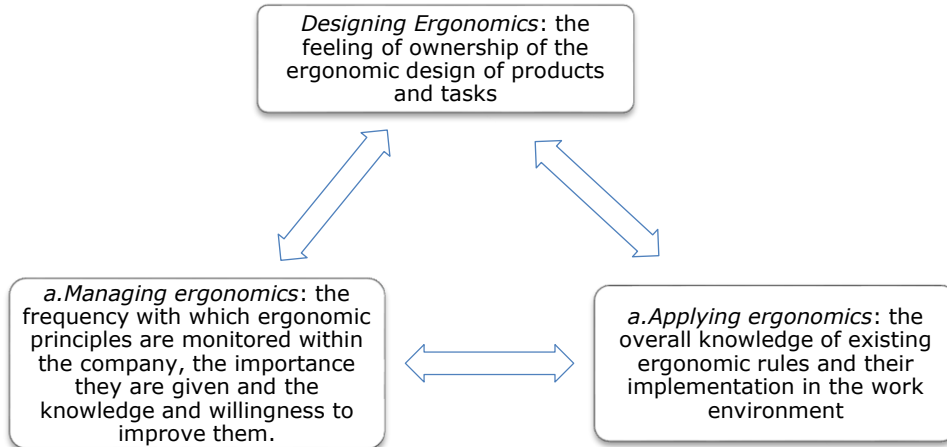 Designing Ergonomics: the
feeling of ownership of the
ergonomic design of products
and tasks
a.Managing ergonomics: the
frequency with which ergonomic
principles are monitored within
the company, the importance
they are given and the
knowledge and willingness to
improve them.
a.Applying ergonomics: the
overall knowledge of existing
ergonomic rules and their
implementation in the work
environment